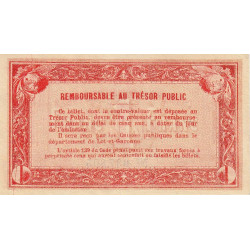 REMBOURSABLE AU TRÉSOR PUBLIC
Ce billet, dont la contre-valeur est déposée au
Trésor Public, devra être présenté au rembourse-
ment dans un délai de cinq ans, à dater du jour
de l'émission.
Il sera reçu par les Caisses publiques dans le
département de Lot-et-Garonne.
L'article 139 du Code pénal punit des travaux forcés à
perpétuité ceux qui auront contrefait ou falsifié les billets.